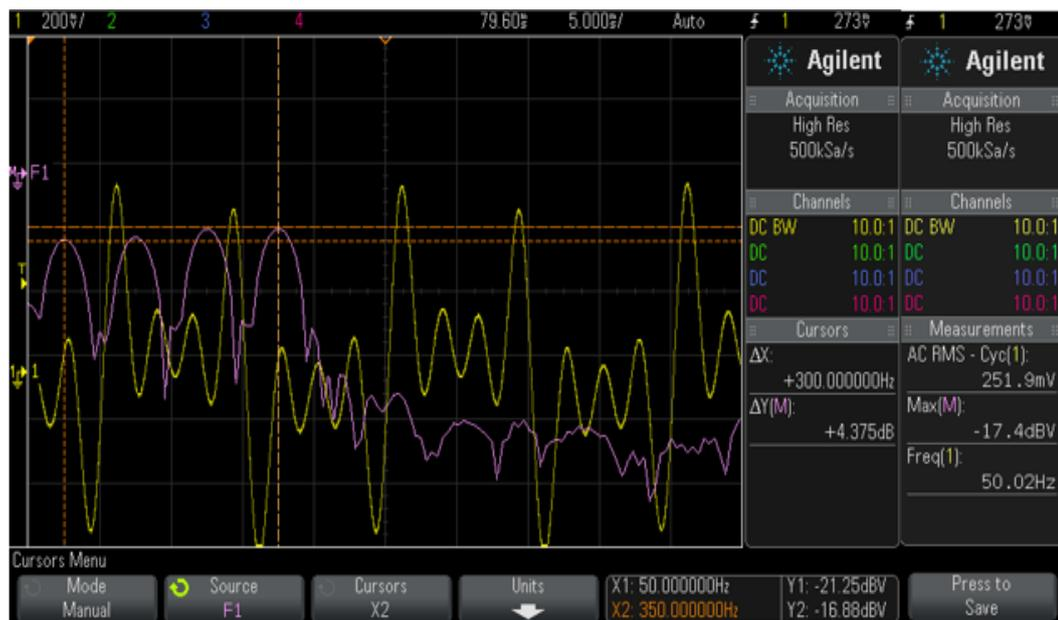 1 200mV/ 2 3 4 79.60ms 5.000ms/ Auto 1 273mV 1 273mV
Agilent Agilent
Acquisition Acquisition
High Res High Res
500kSa/s 500kSa/s
Channels Channels
DC BW 10.0:1 DC BW 10.0:1
DC 10.0:1 DC 10.0:1
DC 10.0:1 DC 10.0:1
DC 10.0:1 DC 10.0:1
Cursors Measurements
ΔX: AC RMS - Cyc(1):
+300.000000Hz 251.9mV
ΔY(M): Max(M):
+4.375dB -17.4dBV
Freq(1):
50.02Hz
F1
T
1
Cursors Menu
Mode Source Cursors Units X1: 50.000000Hz Y1: -21.25dBV Press to
Manual F1 X2 X2: 350.000000Hz Y2: -16.88dBV Save